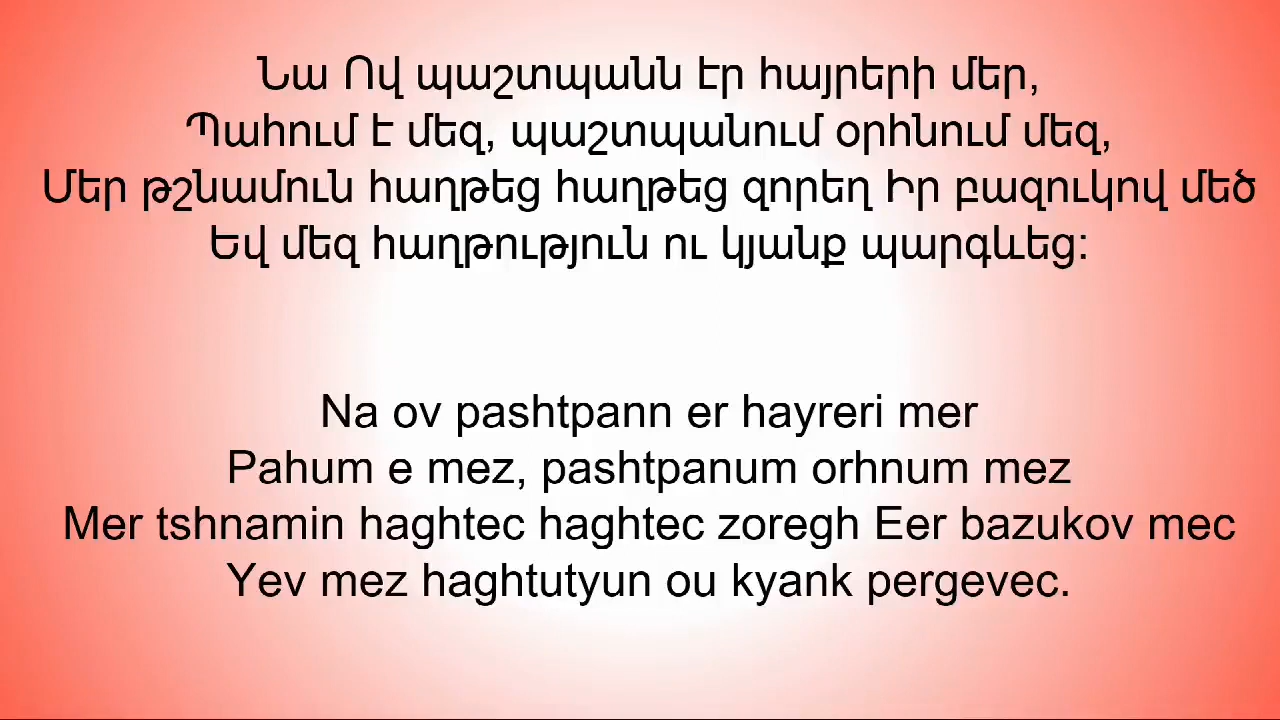 Նա Ով պաշտպանն էր հայրերի մեր,
Պահում է մեզ, պաշտպանում օրհնում մեզ,
Մեր թշնամուն հաղթեց հաղթեց զորեղ Իր բազուկով մեծ
Եվ մեզ հաղթություն ու կյանք պարգևեց:
Na ov pashtpann er hayreri mer
Pahum e mez, pashtpanum orhnum mez
Mer tshnamin haghtec haghtec zoregh Eer bazukov mec
Yev mez haghtutyun ou kyank pergevec.